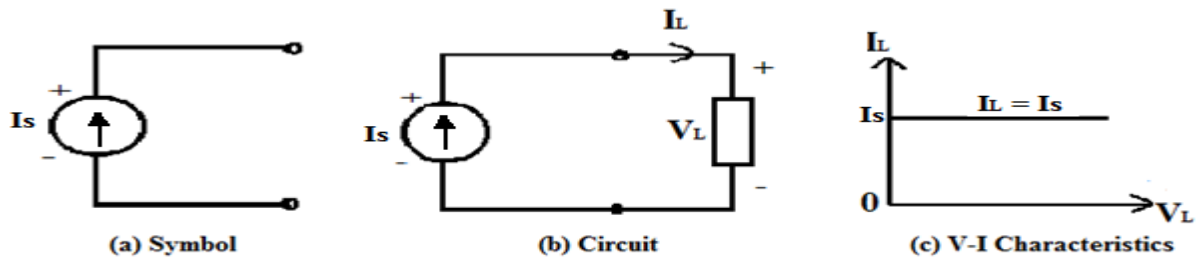 +
Is
-
(a) Symbol
IL
+
Is
-
+
VL
-
(b) Circuit
IL
Is
IL = Is
0
VL
(c) V-I Characteristics